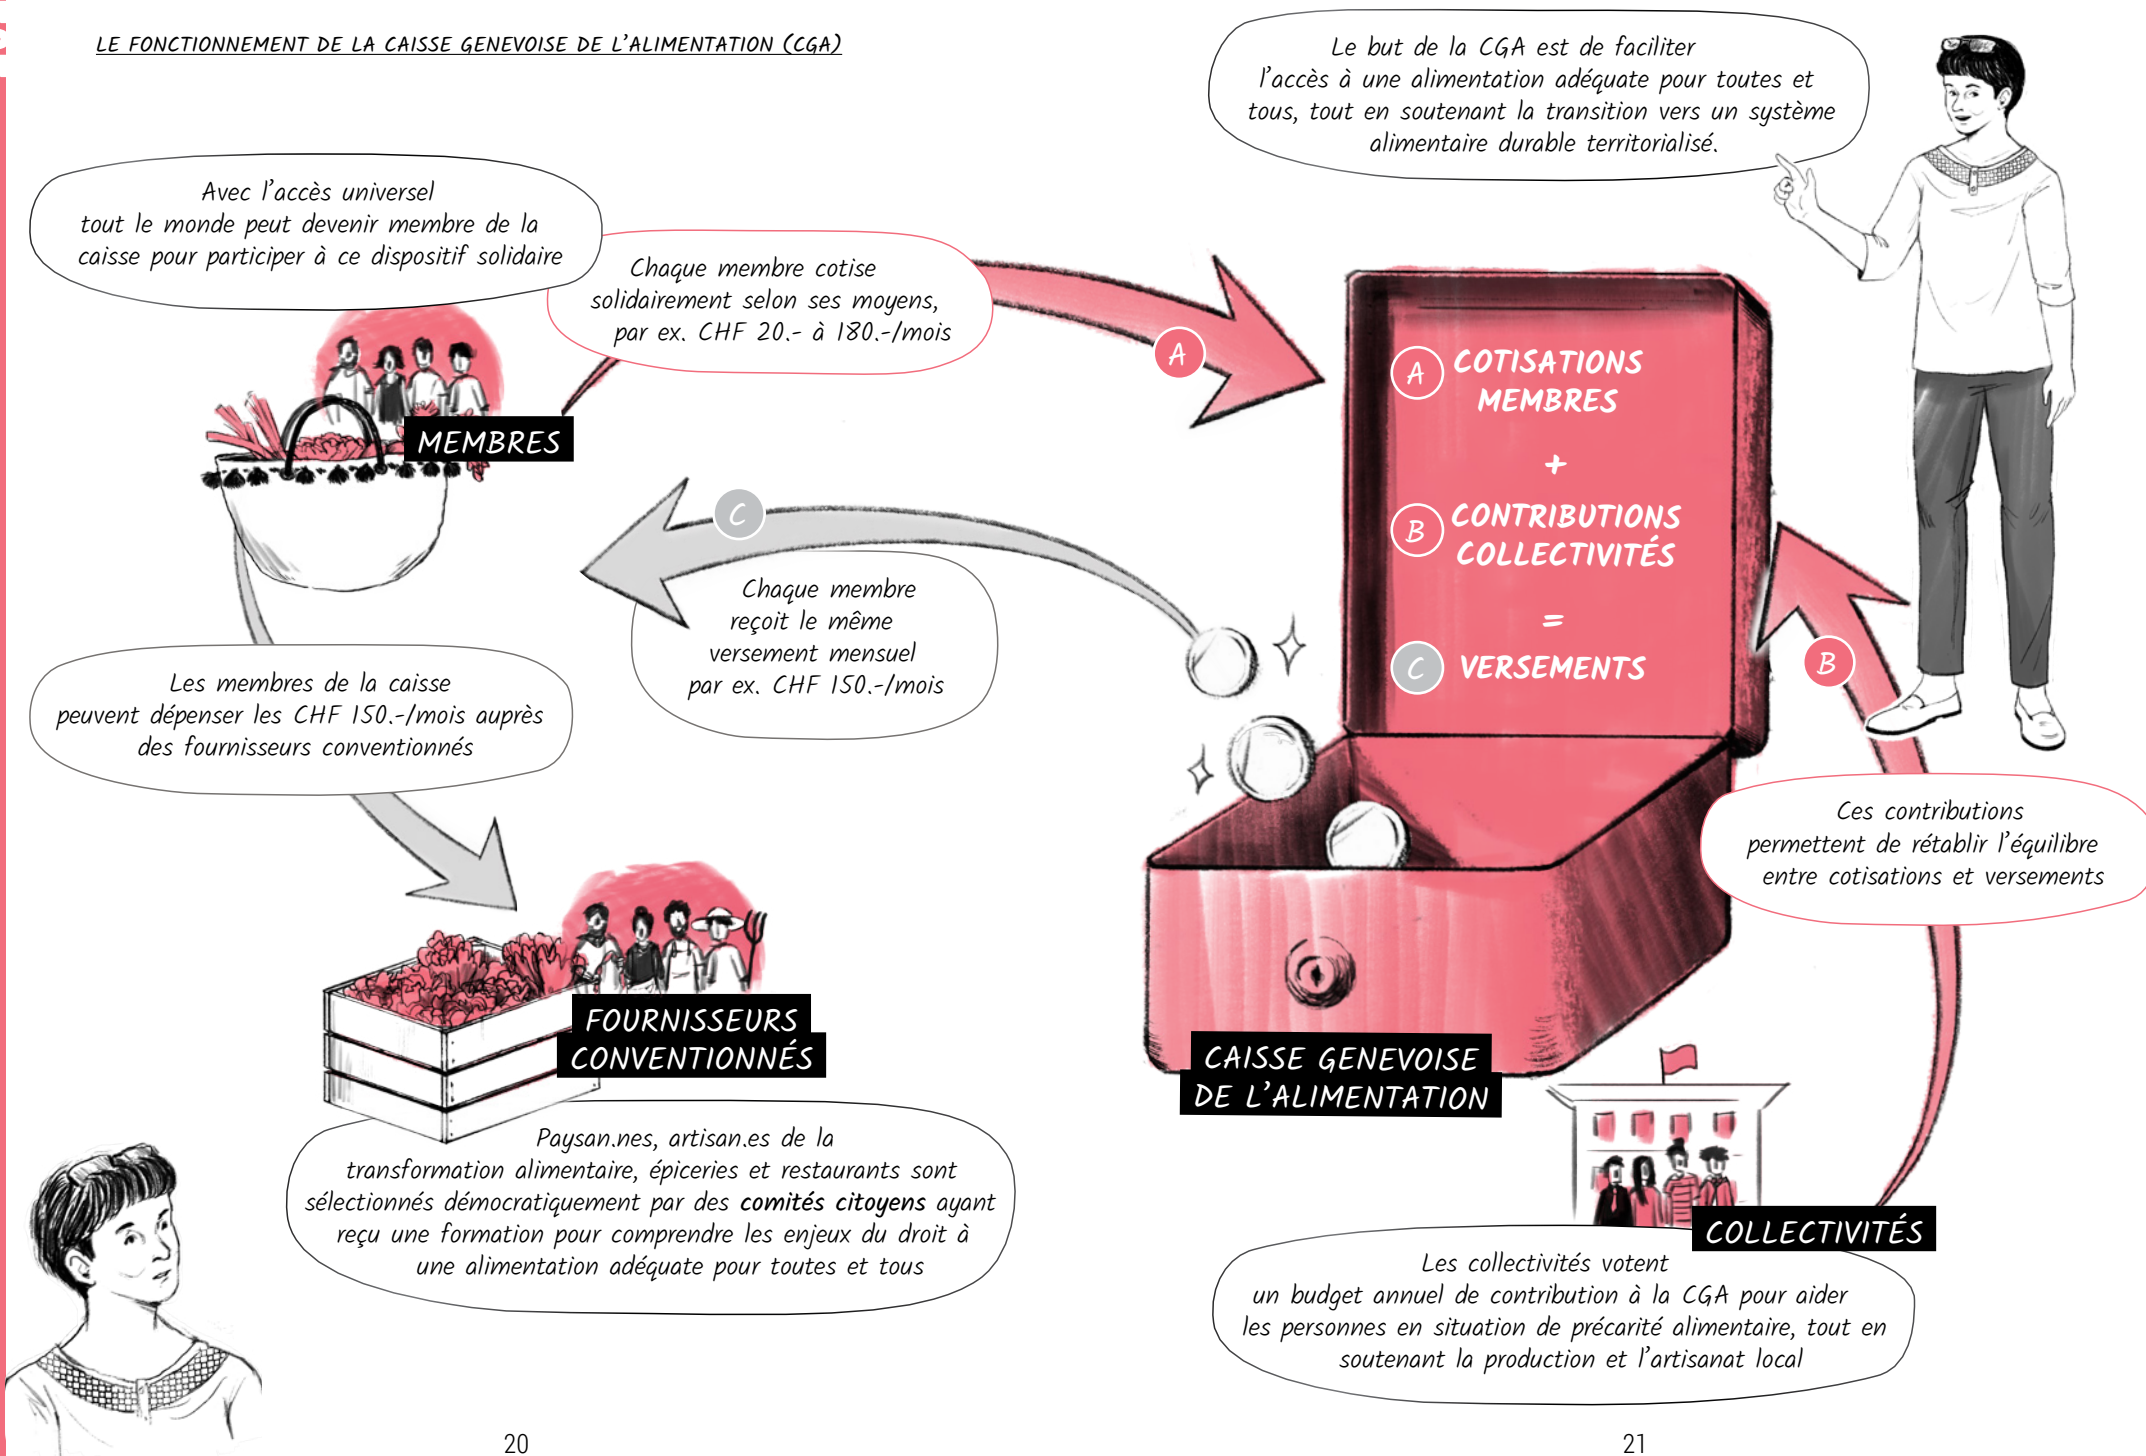 LE FONCTIONNEMENT DE LA CAISSE GENEVOISE DE L'ALIMENTATION (CGA)
Avec l'accès universel
tout le monde peut devenir membre de la
caisse pour participer à ce dispositif solidaire
Chaque membre cotise
solidairement selon ses moyens,
par ex. CHF 20.- à 180.-/mois
MEMBRES
C
Chaque membre
reçoit le même
versement mensuel
par ex. CHF 150.-/mois
Les membres de la caisse
peuvent dépenser les CHF 150.-/mois auprès
des fournisseurs conventionnés
FOURNISSEURS
CONVENTIONNÉS
Paysan.nes, artisan.es de la
transformation alimentaire, épiceries et restaurants sont
sélectionnés démocratiquement par des comités citoyens ayant
reçu une formation pour comprendre les enjeux du droit à
une alimentation adéquate pour toutes et tous
20
Le but de la CGA est de faciliter
l'accès à une alimentation adéquate pour toutes et
tous, tout en soutenant la transition vers un système
alimentaire durable territorialisé.
A
A COTISATIONS
MEMBRES
+
B CONTRIBUTIONS
COLLECTIVITÉS
=
C VERSEMENTS
B
Ces contributions
permettent de rétablir l'équilibre
entre cotisations et versements
CAISSE GENEVOISE
DE L'ALIMENTATION
COLLECTIVITÉS
Les collectivités votent
un budget annuel de contribution à la CGA pour aider
les personnes en situation de précarité alimentaire, tout en
soutenant la production et l'artisanat local
21